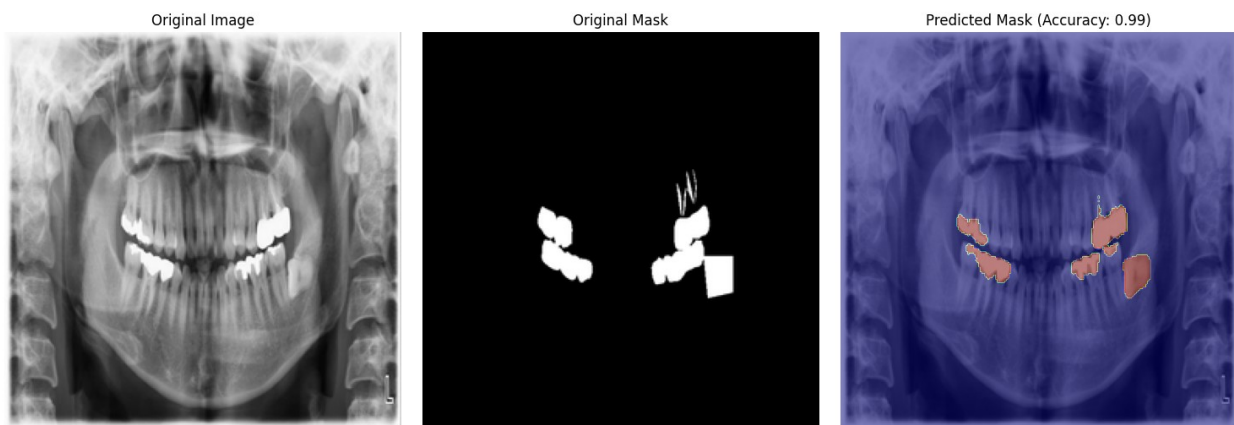 Original Image
Original Mask
Predicted Mask (Accuracy: 0.99)
L
L